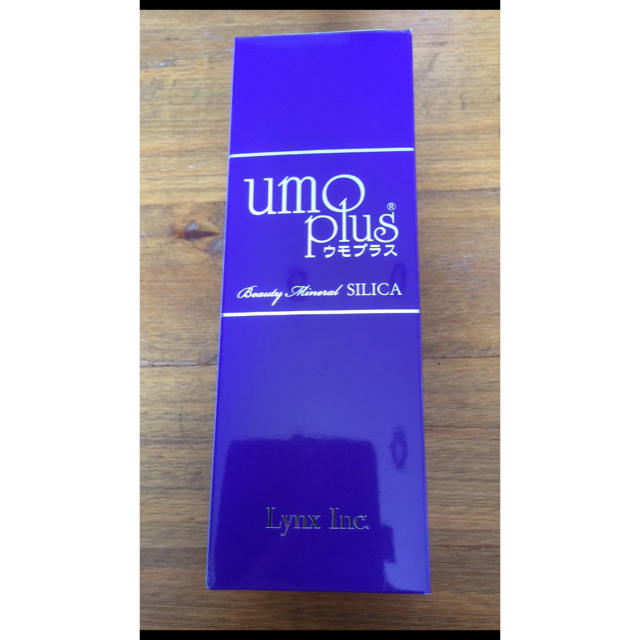 umo
plus®
ウモプラス
Beauty Mineral SILICA
Lynx Inc.